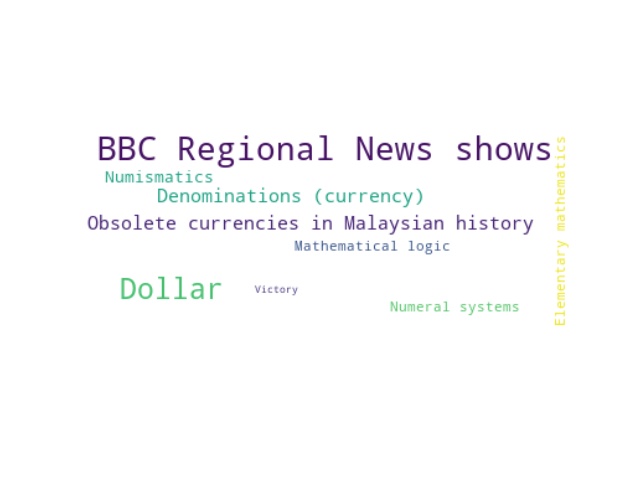 BBC Regional News shows
Numismatics
Denominations (currency)
Obsolete currencies in Malaysian history
Mathematical logic
Dollar
Victory
Numeral systems
Elementary mathematics